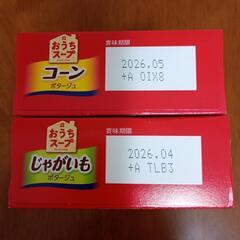 おうち
スープ
コーン
ポタージュ
賞味期限
2026.05
+A OIX8
おうち
スープ
じゃがいも
ポタージュ
賞味期限
2026.04
+A TLB3